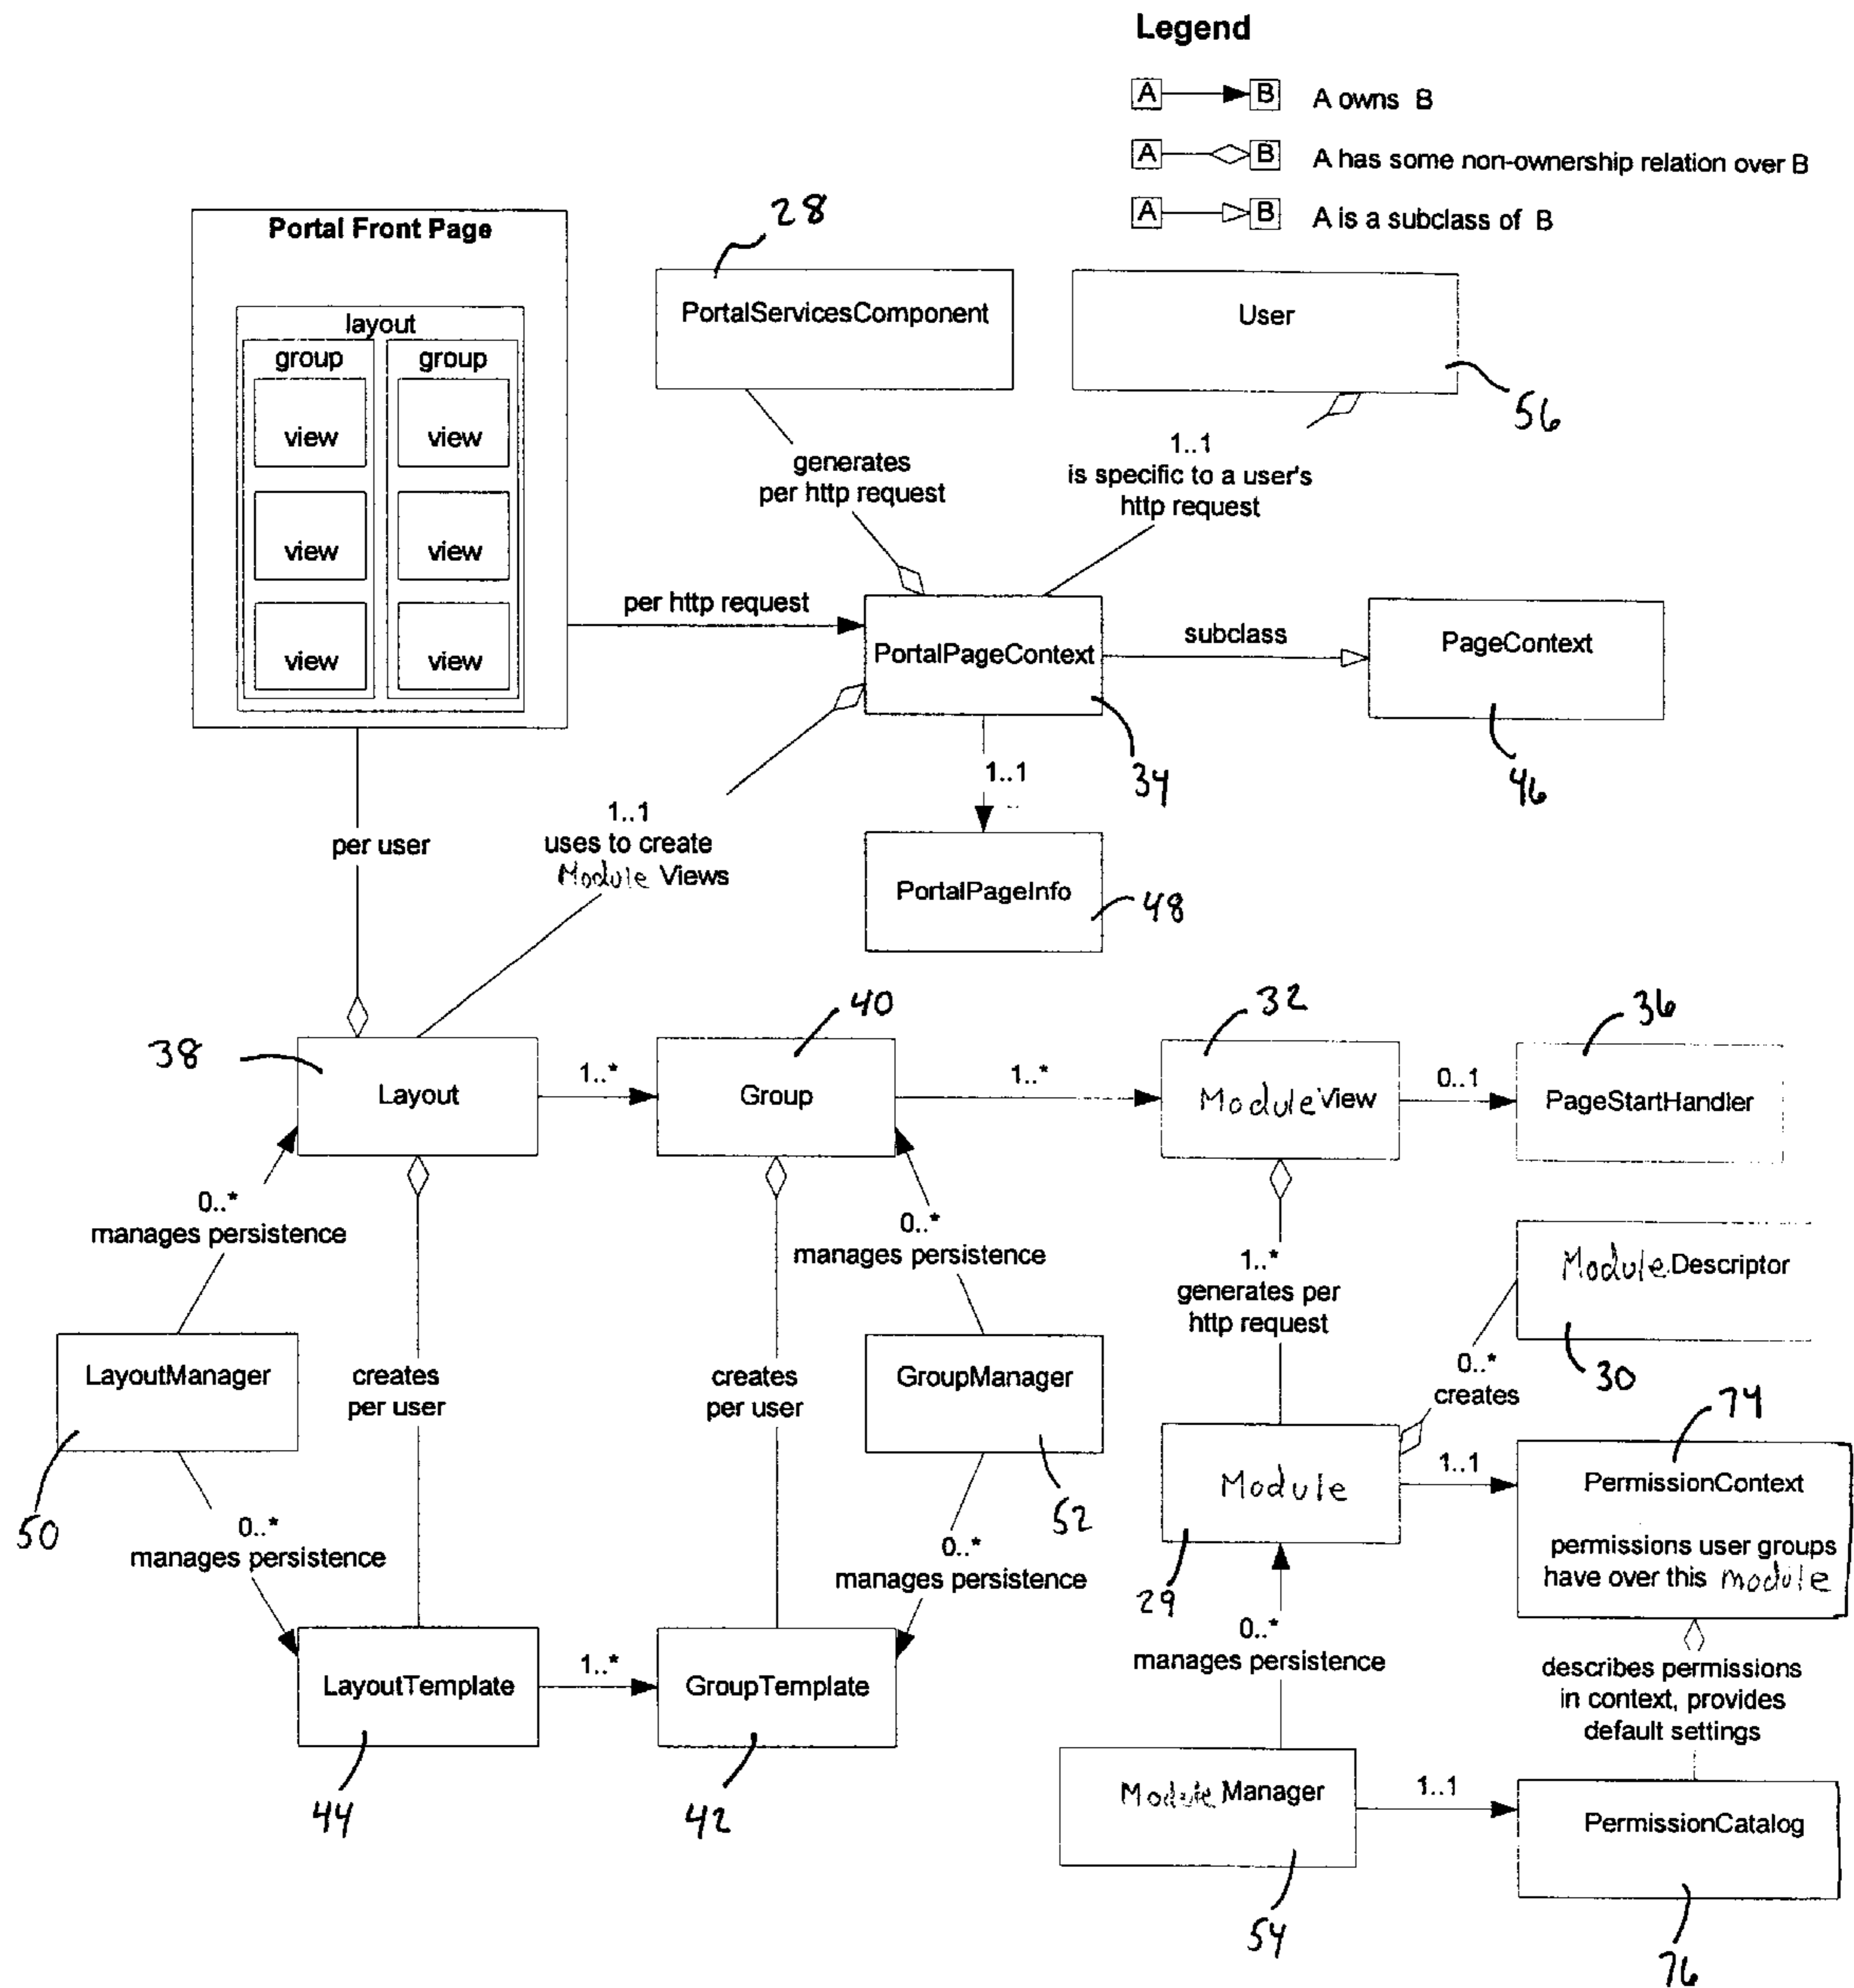 Legend
A B A owns B
A B A has some non-ownership relation over B
A B A is a subclass of B
Portal Front Page
layout
group group
view view
view view
view view
28
PortalServicesComponent
User
56
generates
per http request
1..1
is specific to a user's
http request
per http request
PortalPageContext
34
subclass
PageContext
46
1..1
PortalPageInfo
48
per user
1..1
uses to create
Module Views
38
Layout
1..*
40
Group
1..*
32
Module View
0..1
36
PageStartHandler
0..*
manages persistence
0..*
manages persistence
1..*
generates per
http request
Module Descriptor
30
0..*
creates
LayoutManager
50
creates
per user
creates
per user
GroupManager
52
Module
29
1..1
74
PermissionContext
permissions user groups
have over this module
0..*
manages persistence
0..*
manages persistence
0..*
manages persistence
describes permissions
in context, provides
default settings
LayoutTemplate
44
1..*
GroupTemplate
42
Module Manager
54
1..1
PermissionCatalog
76